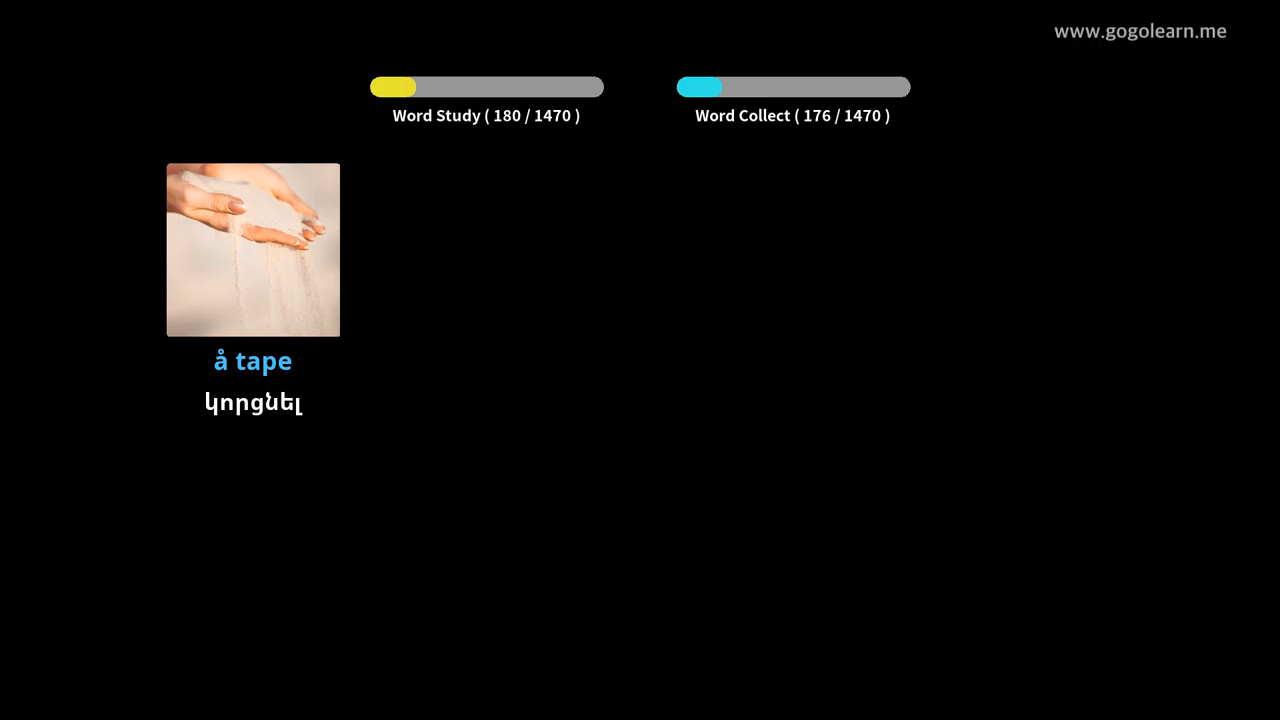 www.gogolearn.me
Word Study ( 180 / 1470 )
Word Collect ( 176 / 1470 )
å tape
կորցնել